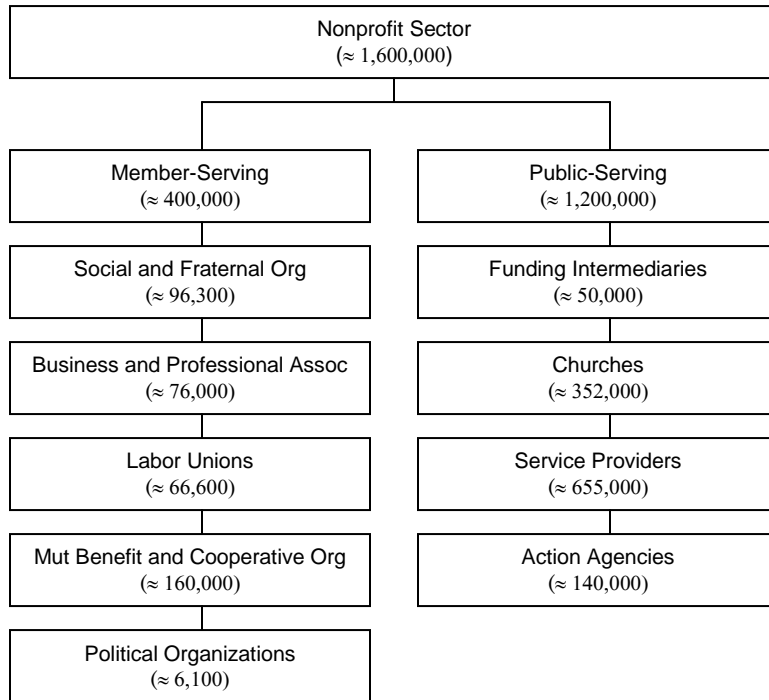 Nonprofit Sector
(≈ 1,600,000)
Member-Serving
(≈ 400,000)
Social and Fraternal Org
(≈ 96,300)
Business and Professional Assoc
(≈ 76,000)
Labor Unions
(≈ 66,600)
Mut Benefit and Cooperative Org
(≈ 160,000)
Political Organizations
(≈ 6,100)
Public-Serving
(≈ 1,200,000)
Funding Intermediaries
(≈ 50,000)
Churches
(≈ 352,000)
Service Providers
(≈ 655,000)
Action Agencies
(≈ 140,000)